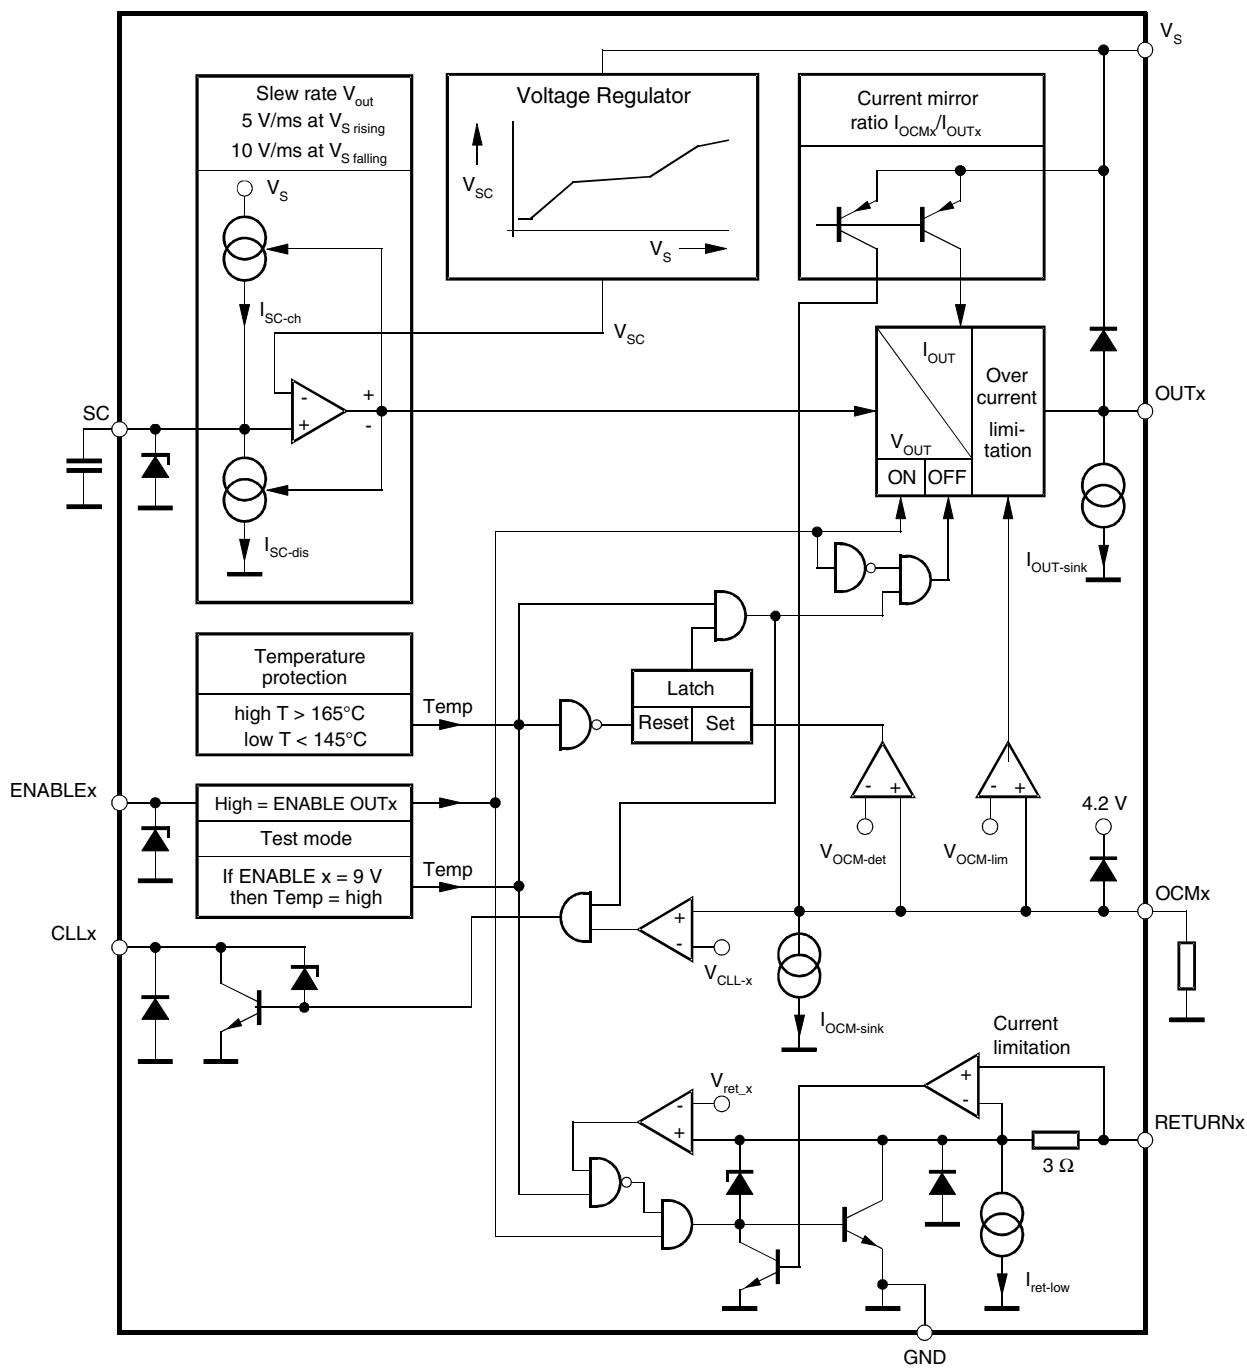 V_S
Slew rate V_out
5 V/ms at V_S rising
10 V/ms at V_S falling
V_S
I_SC-ch
+
-
-
+
I_SC-dis
Voltage Regulator
V_SC
V_S
V_SC
Current mirror
ratio I_OCMx/I_OUTx
I_OUT
V_OUT
ON
OFF
Over
current
limi-
tation
OUTx
I_OUT-sink
SC
Temperature
protection
high T > 165°C
low T < 145°C
Temp
Latch
Reset
Set
ENABLEx
High = ENABLE OUTx
Test mode
If ENABLE x = 9 V
then Temp = high
Temp
-
+
V_OCM-det
-
+
V_OCM-lim
4.2 V
OCMx
CLLx
+
-
V_CLL-x
I_OCM-sink
Current
limitation
+
-
V_ret_x
-
+
RETURNx
3 Ω
I_ret-low
GND